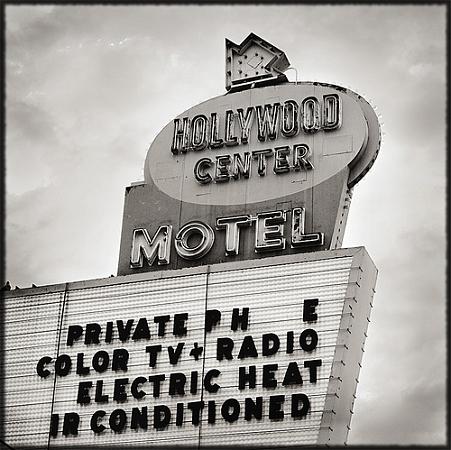 HOLLYWOOD
CENTER
MOTEL
PRIVATE PH   E
COLOR TV+ RADIO
ELECTRIC HEAT
IR CONDITIONED